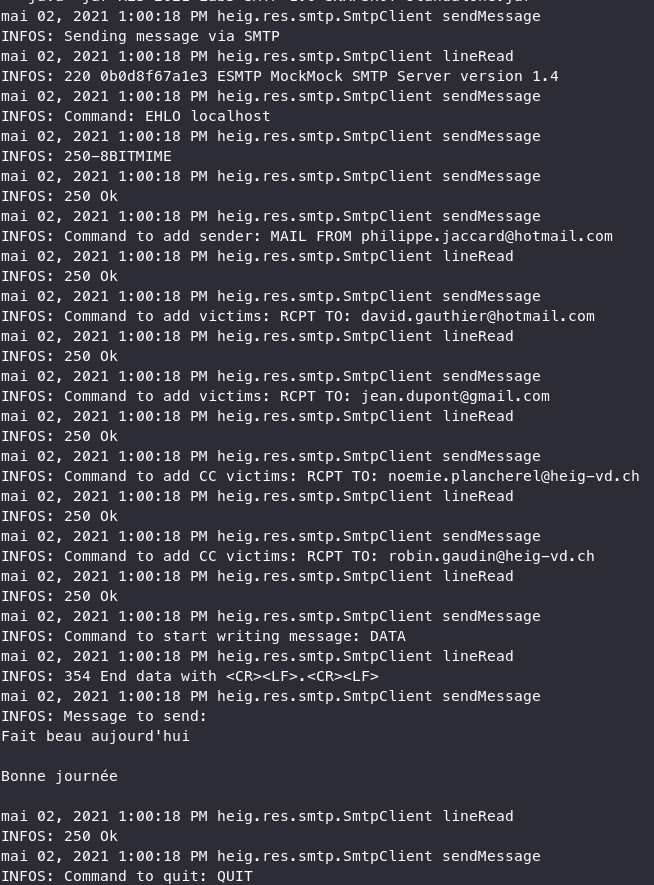 mai 02, 2021 1:00:18 PM heig.res.smtp.SmtpClient sendMessage
INFOS: Sending message via SMTP
mai 02, 2021 1:00:18 PM heig.res.smtp.SmtpClient lineRead
INFOS: 220 0b0d8f67a1e3 ESMTP MockMock SMTP Server version 1.4
mai 02, 2021 1:00:18 PM heig.res.smtp.SmtpClient sendMessage
INFOS: Command: EHLO localhost
mai 02, 2021 1:00:18 PM heig.res.smtp.SmtpClient sendMessage
INFOS: 250-8BITMIME
mai 02, 2021 1:00:18 PM heig.res.smtp.SmtpClient sendMessage
INFOS: 250 Ok
mai 02, 2021 1:00:18 PM heig.res.smtp.SmtpClient sendMessage
INFOS: Command to add sender: MAIL FROM philippe.jaccard@hotmail.com
mai 02, 2021 1:00:18 PM heig.res.smtp.SmtpClient lineRead
INFOS: 250 Ok
mai 02, 2021 1:00:18 PM heig.res.smtp.SmtpClient sendMessage
INFOS: Command to add victims: RCPT TO: david.gauthier@hotmail.com
mai 02, 2021 1:00:18 PM heig.res.smtp.SmtpClient lineRead
INFOS: 250 Ok
mai 02, 2021 1:00:18 PM heig.res.smtp.SmtpClient sendMessage
INFOS: Command to add victims: RCPT TO: jean.dupont@gmail.com
mai 02, 2021 1:00:18 PM heig.res.smtp.SmtpClient lineRead
INFOS: 250 Ok
mai 02, 2021 1:00:18 PM heig.res.smtp.SmtpClient sendMessage
INFOS: Command to add CC victims: RCPT TO: noemie.plancherel@heig-vd.ch
mai 02, 2021 1:00:18 PM heig.res.smtp.SmtpClient lineRead
INFOS: 250 Ok
mai 02, 2021 1:00:18 PM heig.res.smtp.SmtpClient sendMessage
INFOS: Command to add CC victims: RCPT TO: robin.gaudin@heig-vd.ch
mai 02, 2021 1:00:18 PM heig.res.smtp.SmtpClient lineRead
INFOS: 250 Ok
mai 02, 2021 1:00:18 PM heig.res.smtp.SmtpClient sendMessage
INFOS: Command to start writing message: DATA
mai 02, 2021 1:00:18 PM heig.res.smtp.SmtpClient lineRead
INFOS: 354 End data with <CR><LF>.<CR><LF>
mai 02, 2021 1:00:18 PM heig.res.smtp.SmtpClient sendMessage
INFOS: Message to send:
Fait beau aujourd'hui
Bonne journée
mai 02, 2021 1:00:18 PM heig.res.smtp.SmtpClient lineRead
INFOS: 250 Ok
mai 02, 2021 1:00:18 PM heig.res.smtp.SmtpClient sendMessage
INFOS: Command to quit: QUIT